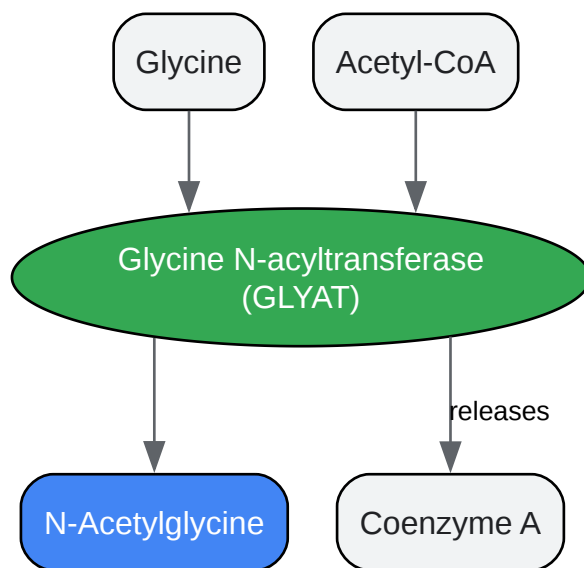 Glycine
Acetyl-CoA
Glycine N-acyltransferase
(GLYAT)
releases
N-Acetylglycine
Coenzyme A